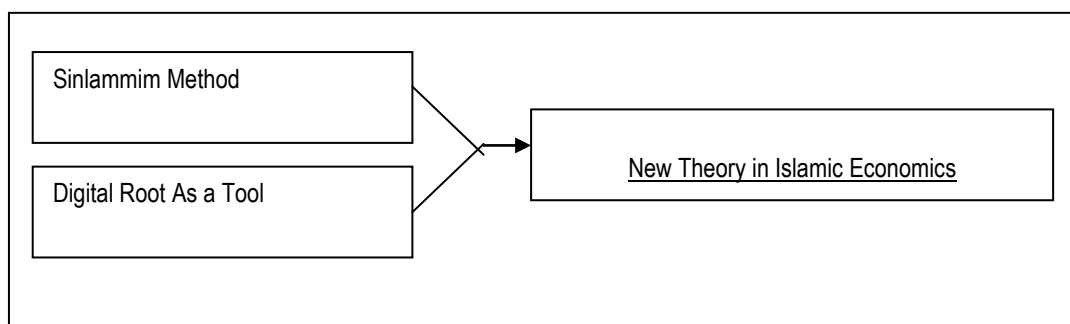 Sinlammim Method
Digital Root As a Tool
New Theory in Islamic Economics